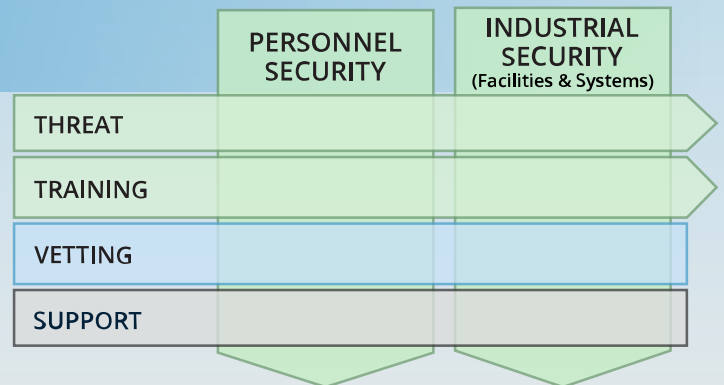 PERSONNEL
SECURITY
INDUSTRIAL
SECURITY
(Facilities & Systems)
THREAT
TRAINING
VETTING
SUPPORT